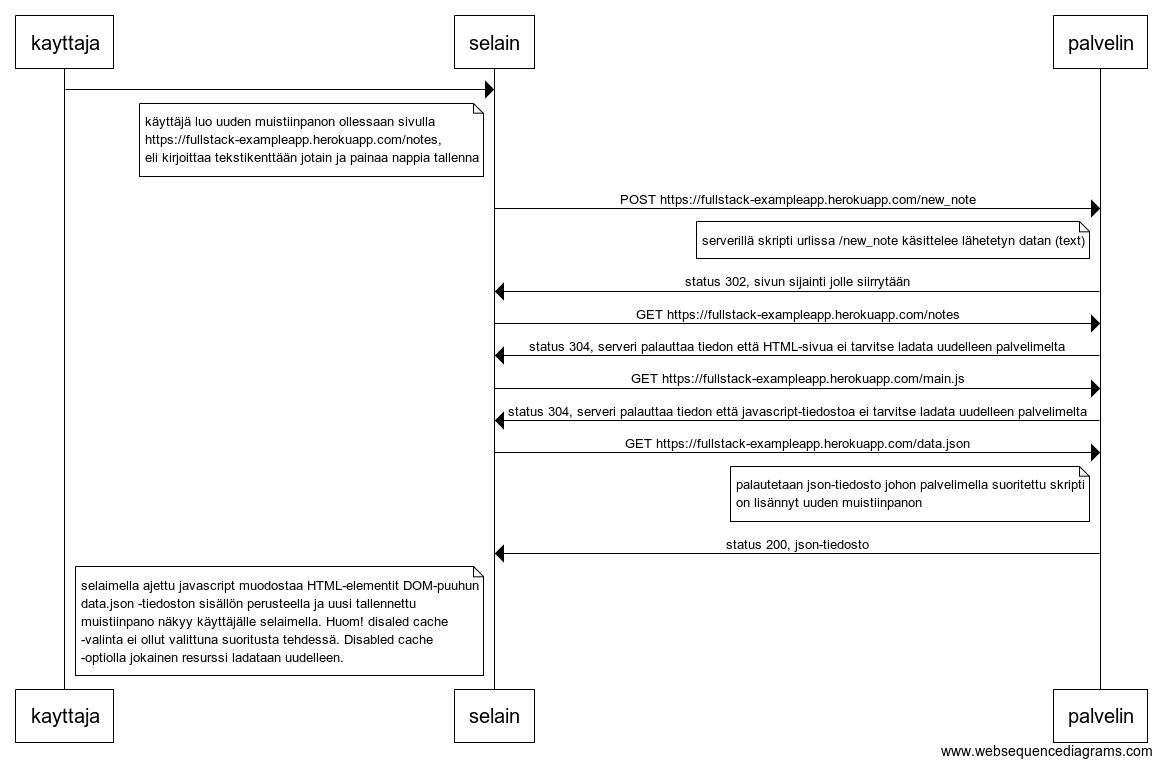 kayttaja
selain
palvelin
käyttäjä luo uuden muistiinpanon ollessaan sivulla
https://fullstack-exampleapp.herokuapp.com/notes,
eli kirjoittaa tekstikenttään jotain ja painaa nappia tallenna
POST https://fullstack-exampleapp.herokuapp.com/new_note
serverillä skripti urlissa /new_note käsittelee lähetetyn datan (text)
status 302, sivun sijainti jolle siirrytään
GET https://fullstack-exampleapp.herokuapp.com/notes
status 304, serveri palauttaa tiedon että HTML-sivua ei tarvitse ladata uudelleen palvelimelta
GET https://fullstack-exampleapp.herokuapp.com/main.js
status 304, serveri palauttaa tiedon että javascript-tiedostoa ei tarvitse ladata uudelleen palvelimelta
GET https://fullstack-exampleapp.herokuapp.com/data.json
palautetaan json-tiedosto johon palvelimella suoritettu skripti
on lisännyt uuden muistiinpanon
status 200, json-tiedosto
selaimella ajettu javascript muodostaa HTML-elementit DOM-puuhun
data.json -tiedoston sisällön perusteella ja uusi tallennettu
muistiinpano näkyy käyttäjälle selaimella. Huom! disaled cache
-valinta ei ollut valittuna suoritusta tehdessä. Disabled cache
-optiolla jokainen resurssi ladataan uudelleen.
kayttaja
selain
palvelin
www.websequencediagrams.com